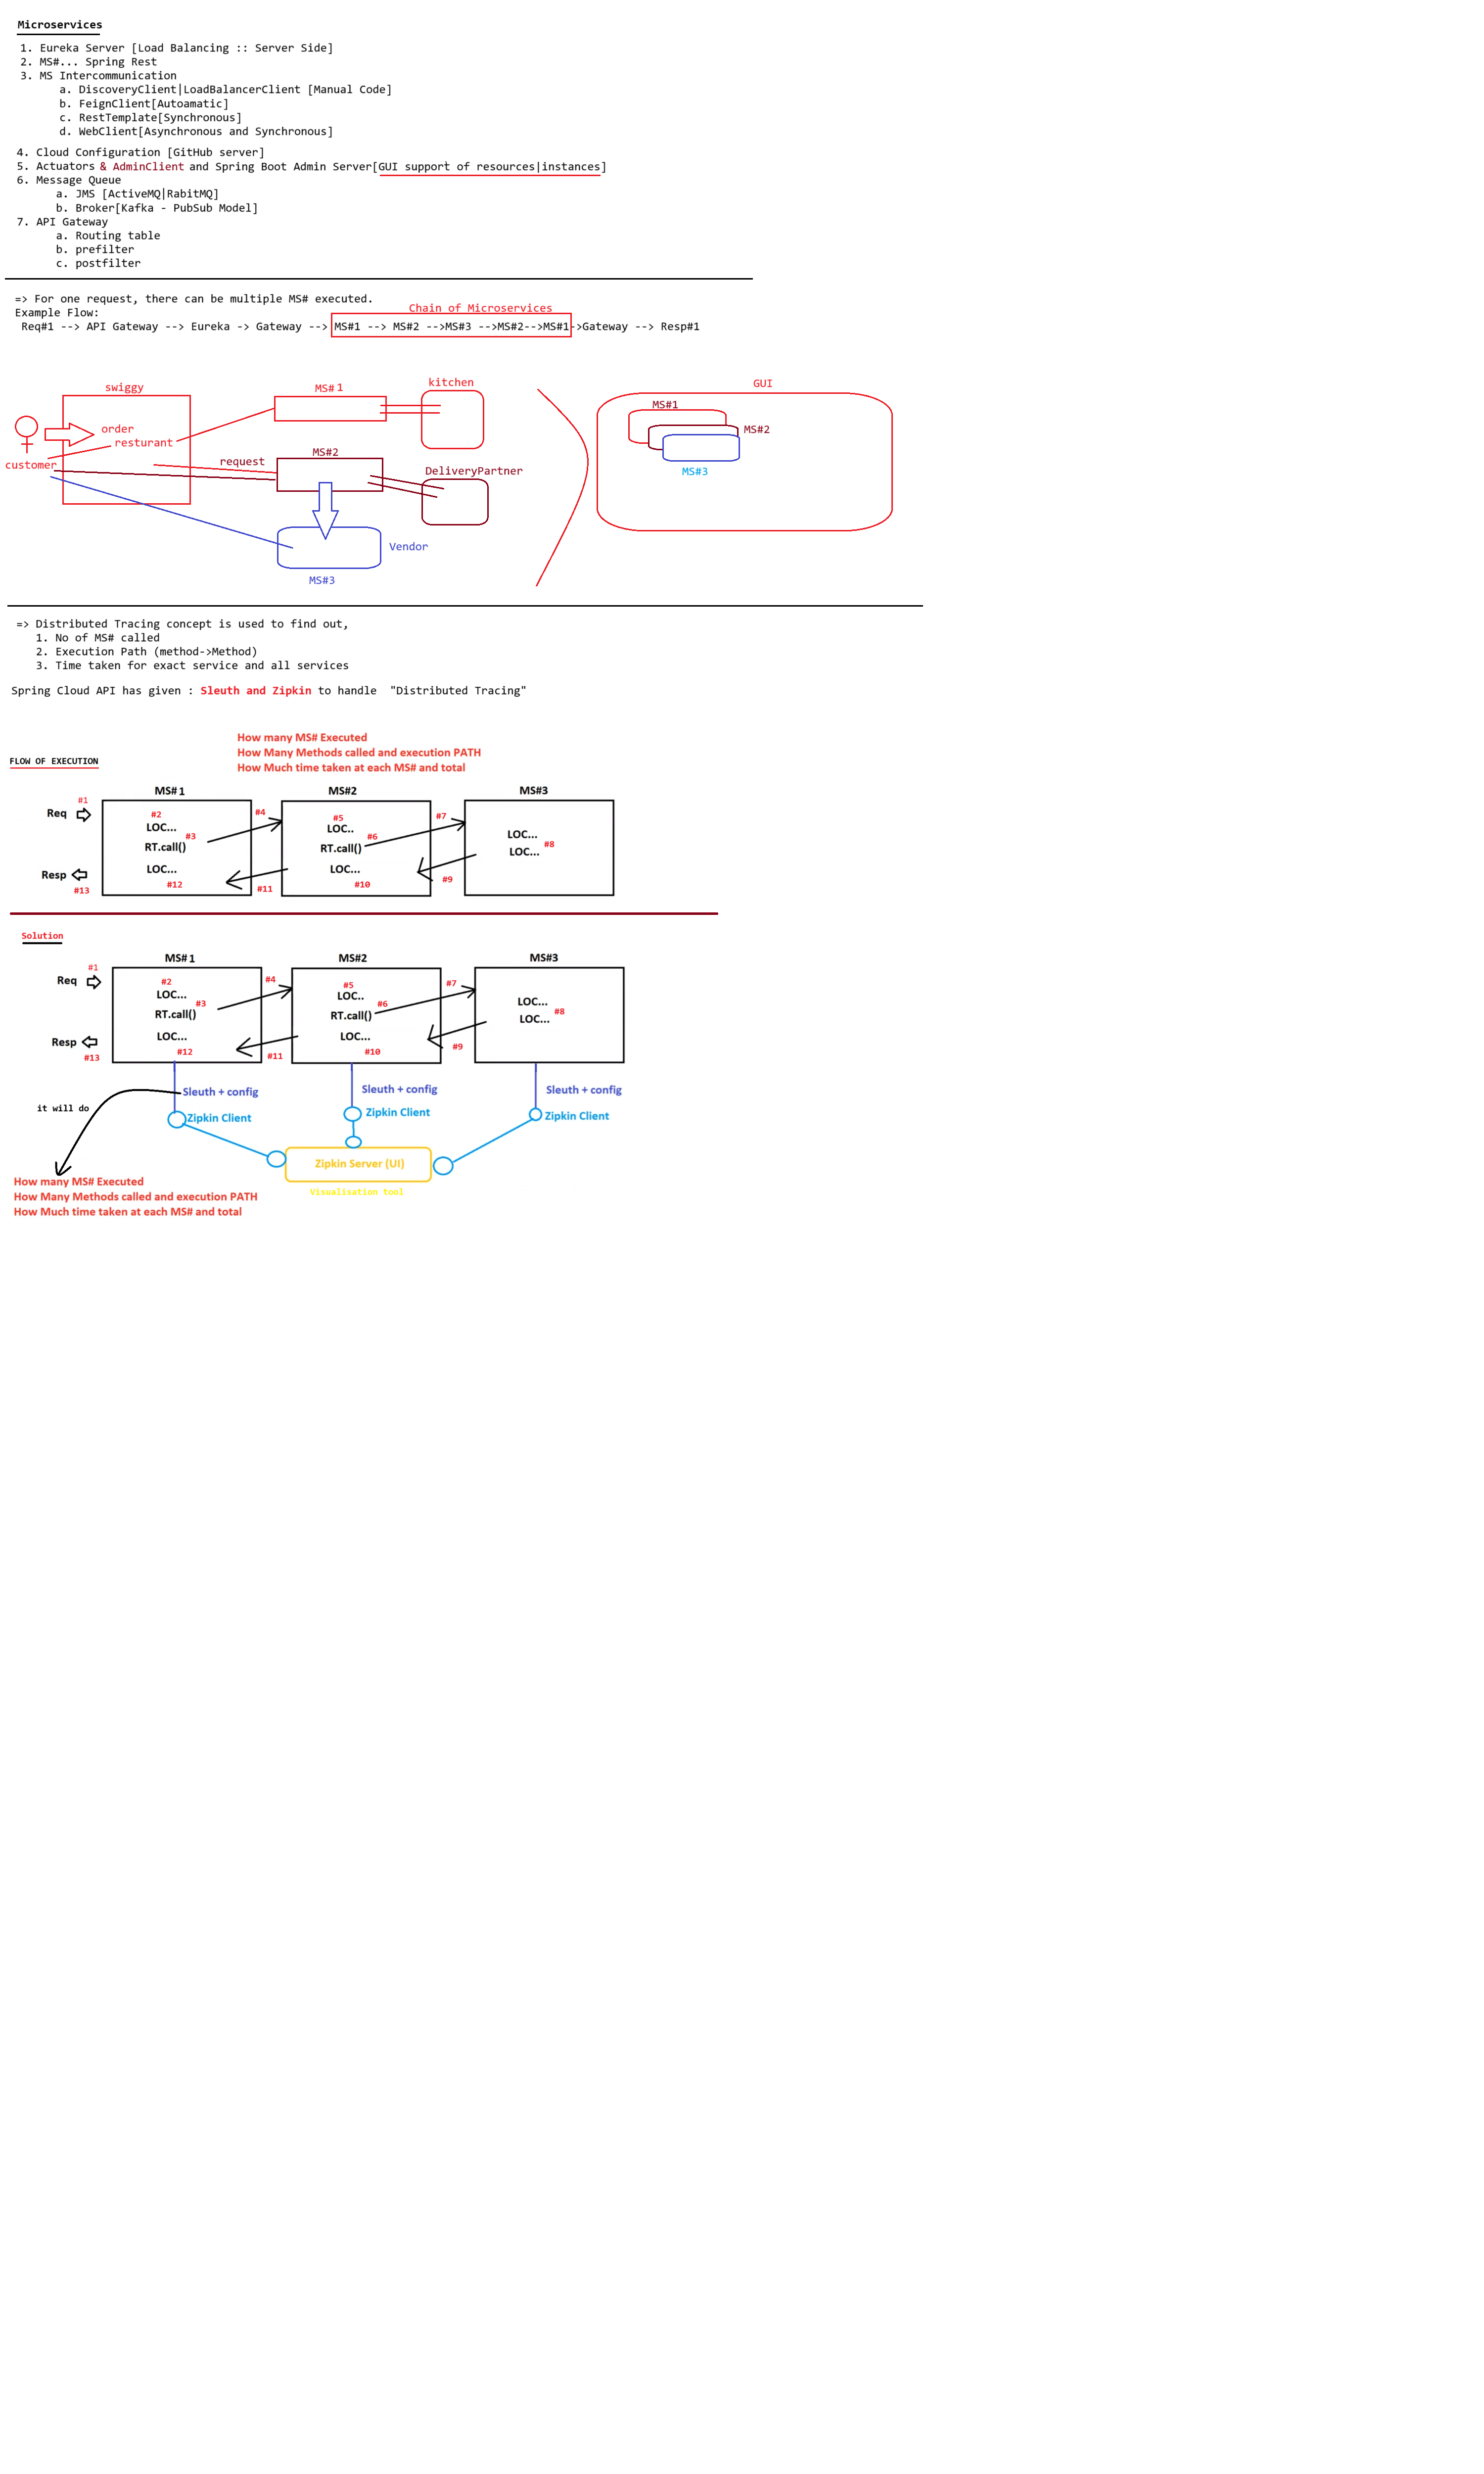 Microservices
1. Eureka Server [Load Balancing :: Server Side]
2. MS#... Spring Rest
3. MS Intercommunication
a. DiscoveryClient|LoadBalancerClient [Manual Code]
b. FeignClient[Autoamatic]
c. RestTemplate[Synchronous]
d. WebClient[Asynchronous and Synchronous]
4. Cloud Configuration [GitHub server]
5. Actuators & AdminClient and Spring Boot Admin Server[GUI support of resources|instances]
6. Message Queue
a. JMS [ActiveMQ|RabitMQ]
b. Broker[Kafka - PubSub Model]
7. API Gateway
a. Routing table
b. prefilter
c. postfilter
=> For one request, there can be multiple MS# executed.
Chain of Microservices
Example Flow:
Req#1 --> API Gateway --> Eureka -> Gateway --> MS#1 --> MS#2 -->MS#3 -->MS#2-->MS#1->Gateway --> Resp#1
swiggy
MS# 1
kitchen
GUI
MS#1
order
resturant
MS#2
customer
request
MS#2
DeliveryPartner
MS#3
Vendor
MS#3
=> Distributed Tracing concept is used to find out,
1. No of MS# called
2. Execution Path (method->Method)
3. Time taken for exact service and all services
Spring Cloud API has given : Sleuth and Zipkin to handle "Distributed Tracing"
How many MS# Executed
How Many Methods called and execution PATH
How Much time taken at each MS# and total
FLOW OF EXECUTION
MS# 1
MS#2
MS#3
#1
Req
#2
LOC...
#3
RT.call()
LOC...
#12
#4
#5
LOC..
#6
RT.call()
LOC...
#10
#7
LOC...
#8
LOC...
#9
#11
Resp
#13
Solution
MS# 1
MS#2
MS#3
#1
Req
#2
LOC...
#3
RT.call()
LOC...
#12
#4
#5
LOC..
#6
RT.call()
LOC...
#10
#7
LOC...
#8
LOC...
#9
#11
Resp
#13
Sleuth + config
Sleuth + config
Sleuth + config
it will do
Zipkin Client
Zipkin Client
Zipkin Client
Zipkin Server (UI)
Visualisation tool
How many MS# Executed
How Many Methods called and execution PATH
How Much time taken at each MS# and total